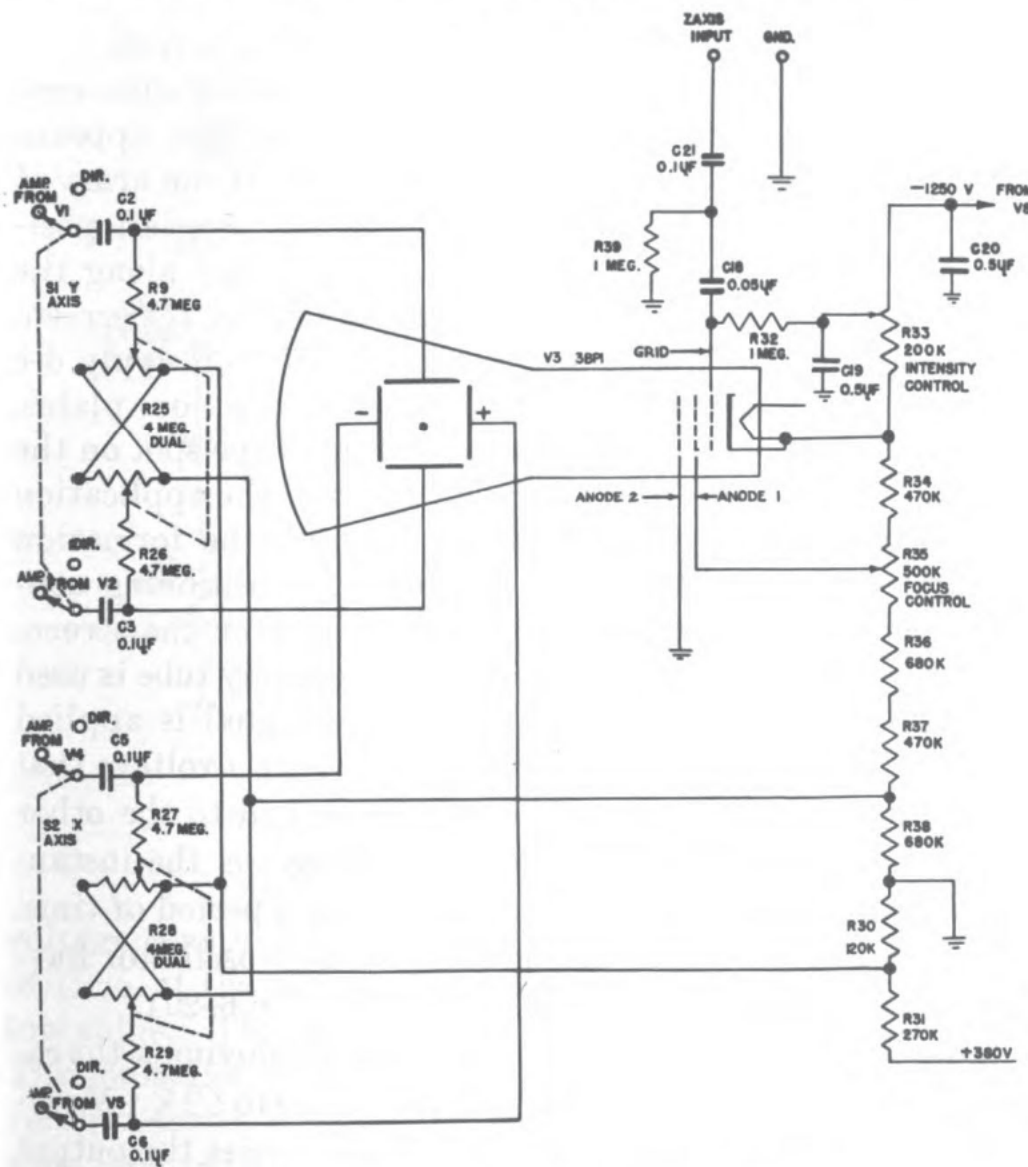 Z AXIS
INPUT
GND.
C21
0.1UF
R39
1 MEG.
C18
0.05UF
R32
1 MEG.
GRID
C19
0.5UF
-1250 V
FROM
C20
0.5UF
R33
200K
INTENSITY
CONTROL
V3 3BP1
ANODE 2
ANODE 1
R34
470K
R35
500K
FOCUS
CONTROL
R36
680K
R37
470K
R38
680K
R30
120K
R31
270K
+380V
DIR.
AMP.
FROM V1
C2
0.1UF
S1 Y
AXIS
R9
4.7 MEG
R25
4 MEG.
DUAL
R26
4.7 MEG.
DIR.
AMP.
FROM V2
C3
0.1UF
- +
DIR.
AMP.
FROM V4
C5
0.1UF
S2 X
AXIS
R27
4.7 MEG.
R28
4 MEG.
DUAL
R29
4.7 MEG.
DIR.
AMP.
FROM V5
C6
0.1UF